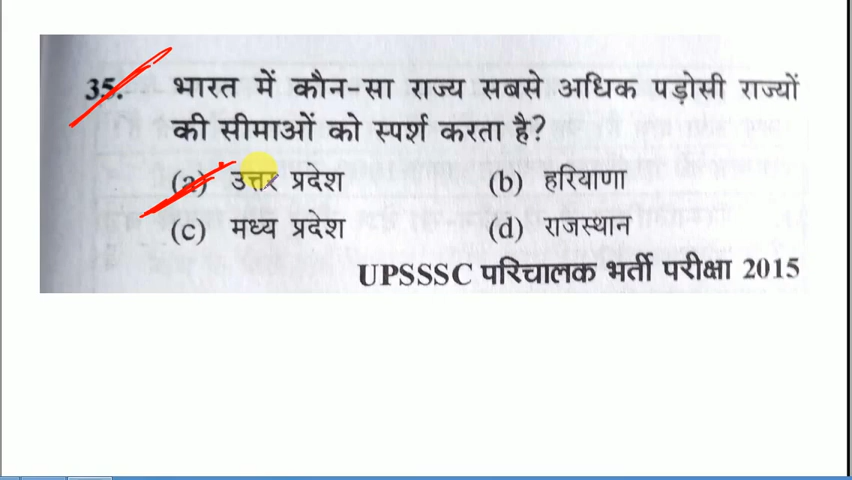 35. भारत में कौन-सा राज्य सबसे अधिक पड़ोसी राज्यों
की सीमाओं को स्पर्श करता है?
(a) उत्तर प्रदेश (b) हरियाणा
(c) मध्य प्रदेश (d) राजस्थान
UPSSSC परिचालक भर्ती परीक्षा 2015